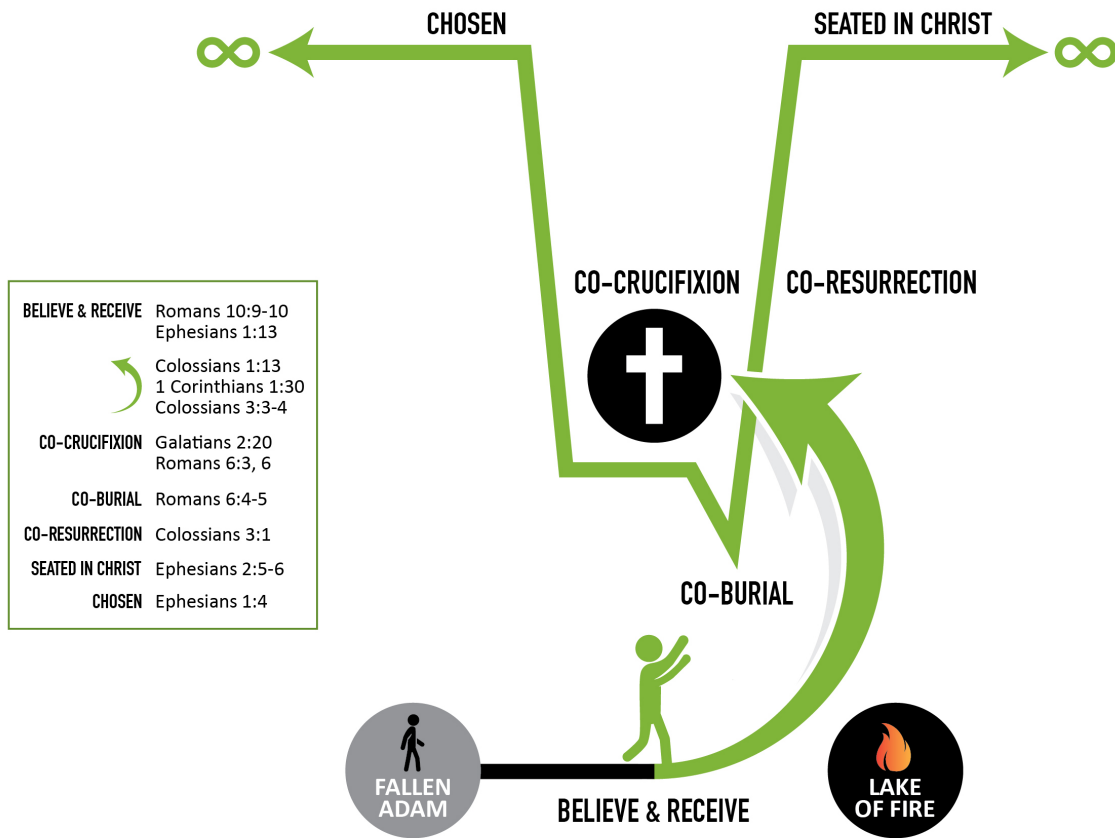 CHOSEN
SEATED IN CHRIST
CO-CRUCIFIXION
CO-RESURRECTION
BELIEVE & RECEIVE Romans 10:9-10
Ephesians 1:13
Colossians 1:13
1 Corinthians 1:30
Colossians 3:3-4
CO-CRUCIFIXION Galatians 2:20
Romans 6:3, 6
CO-BURIAL Romans 6:4-5
CO-RESURRECTION Colossians 3:1
SEATED IN CHRIST Ephesians 2:5-6
CHOSEN Ephesians 1:4
CO-BURIAL
FALLEN
ADAM
BELIEVE & RECEIVE
LAKE
OF FIRE